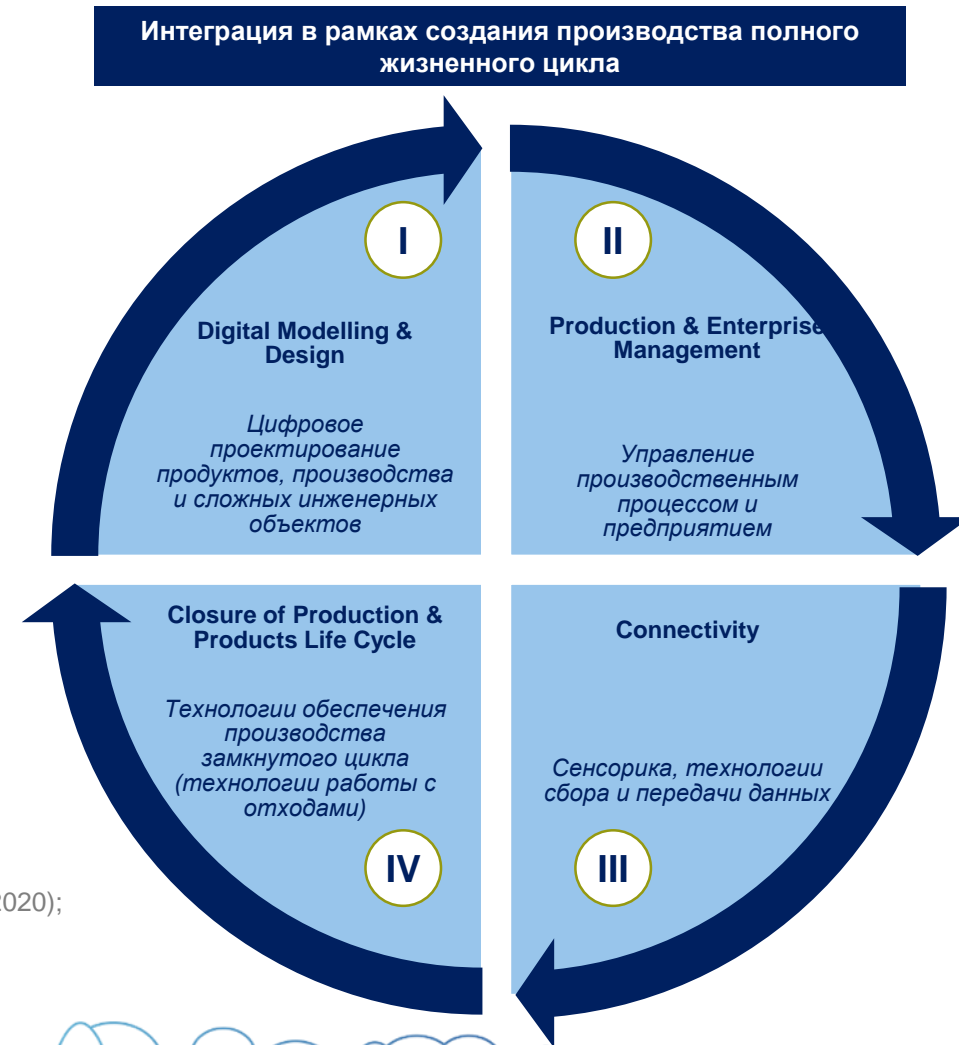 Интеграция в рамках создания производства полного
жизненного цикла
I
Digital Modelling &
Design
Цифровое
проектирование
продуктов, производства
и сложных инженерных
объектов
II
Production & Enterprise
Management
Управление
производственным
процессом и
предприятием
Closure of Production &
Products Life Cycle
Технологии обеспечения
производства
замкнутого цикла
(технологии работы с
отходами)
IV
Connectivity
Сенсорика, технологии
сбора и передачи данных
III
2020);